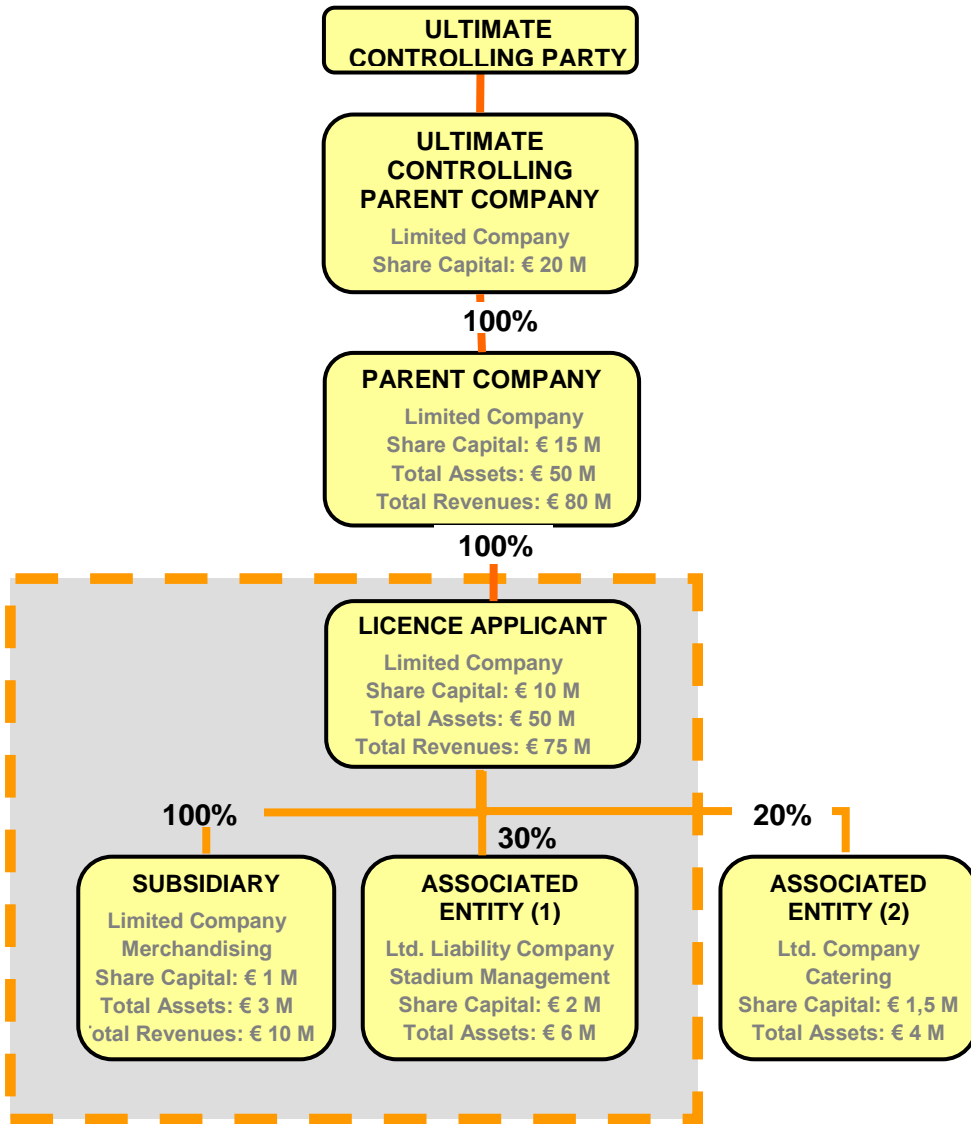 ULTIMATE
CONTROLLING PARTY
ULTIMATE
CONTROLLING
PARENT COMPANY
Limited Company
Share Capital: € 20 M
100%
PARENT COMPANY
Limited Company
Share Capital: € 15 M
Total Assets: € 50 M
Total Revenues: € 80 M
100%
LICENCE APPLICANT
Limited Company
Share Capital: € 10 M
Total Assets: € 50 M
Total Revenues: € 75 M
100%
30%
20%
SUBSIDIARY
Limited Company
Merchandising
Share Capital: € 1 M
Total Assets: € 3 M
otal Revenues: € 10 M
ASSOCIATED
ENTITY (1)
Ltd. Liability Company
Stadium Management
Share Capital: € 2 M
Total Assets: € 6 M
ASSOCIATED
ENTITY (2)
Ltd. Company
Catering
Share Capital: € 1,5 M
Total Assets: € 4 M